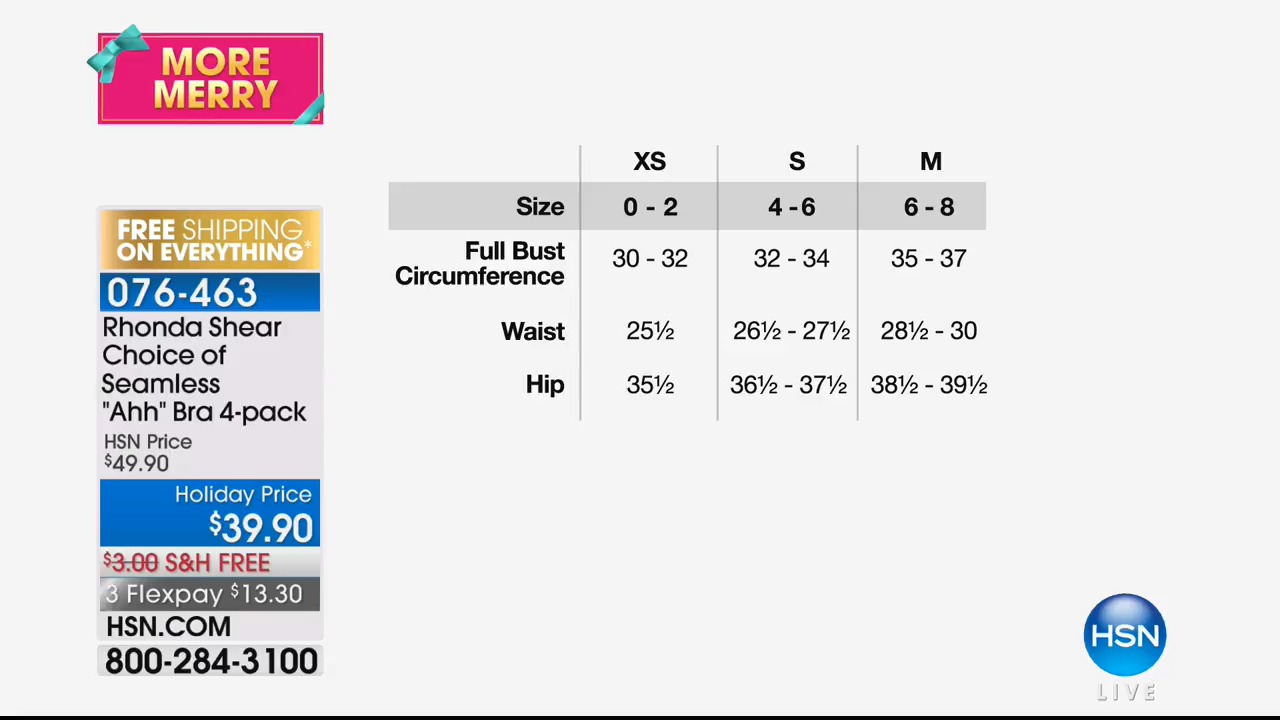 MORE
MERRY
FREE SHIPPING
ON EVERYTHING*
076-463
Rhonda Shear
Choice of
Seamless
"Ahh" Bra 4-pack
HSN Price
$49.90
Holiday Price
$39.90
$3.00 S&H FREE
3 Flexpay $13.30
HSN.COM
800-284-3100
XS S M
Size 0 - 2 4 - 6 6 - 8
Full Bust
Circumference 30 - 32 32 - 34 35 - 37
Waist 25½ 26½ - 27½ 28½ - 30
Hip 35½ 36½ - 37½ 38½ - 39½
HSN
LIVE